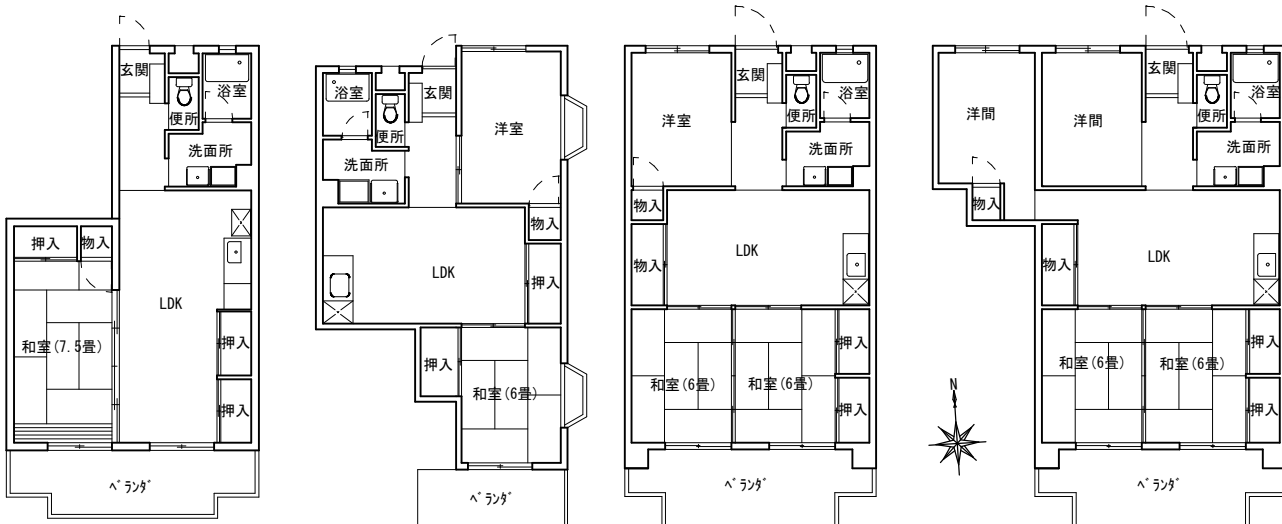 玄関
浴室
便所
洗面所
押入
物入
LDK
和室(7.5畳)
押入
押入
ベランダ
浴室
玄関
便所
洋室
洗面所
物入
LDK
押入
押入
和室(6畳)
ベランダ
玄関
浴室
便所
洋室
洗面所
物入
物入
LDK
和室(6畳)
和室(6畳)
押入
押入
ベランダ
玄関
浴室
便所
洋間
洋間
洗面所
物入
物入
LDK
和室(6畳)
和室(6畳)
押入
押入
N
ベランダ